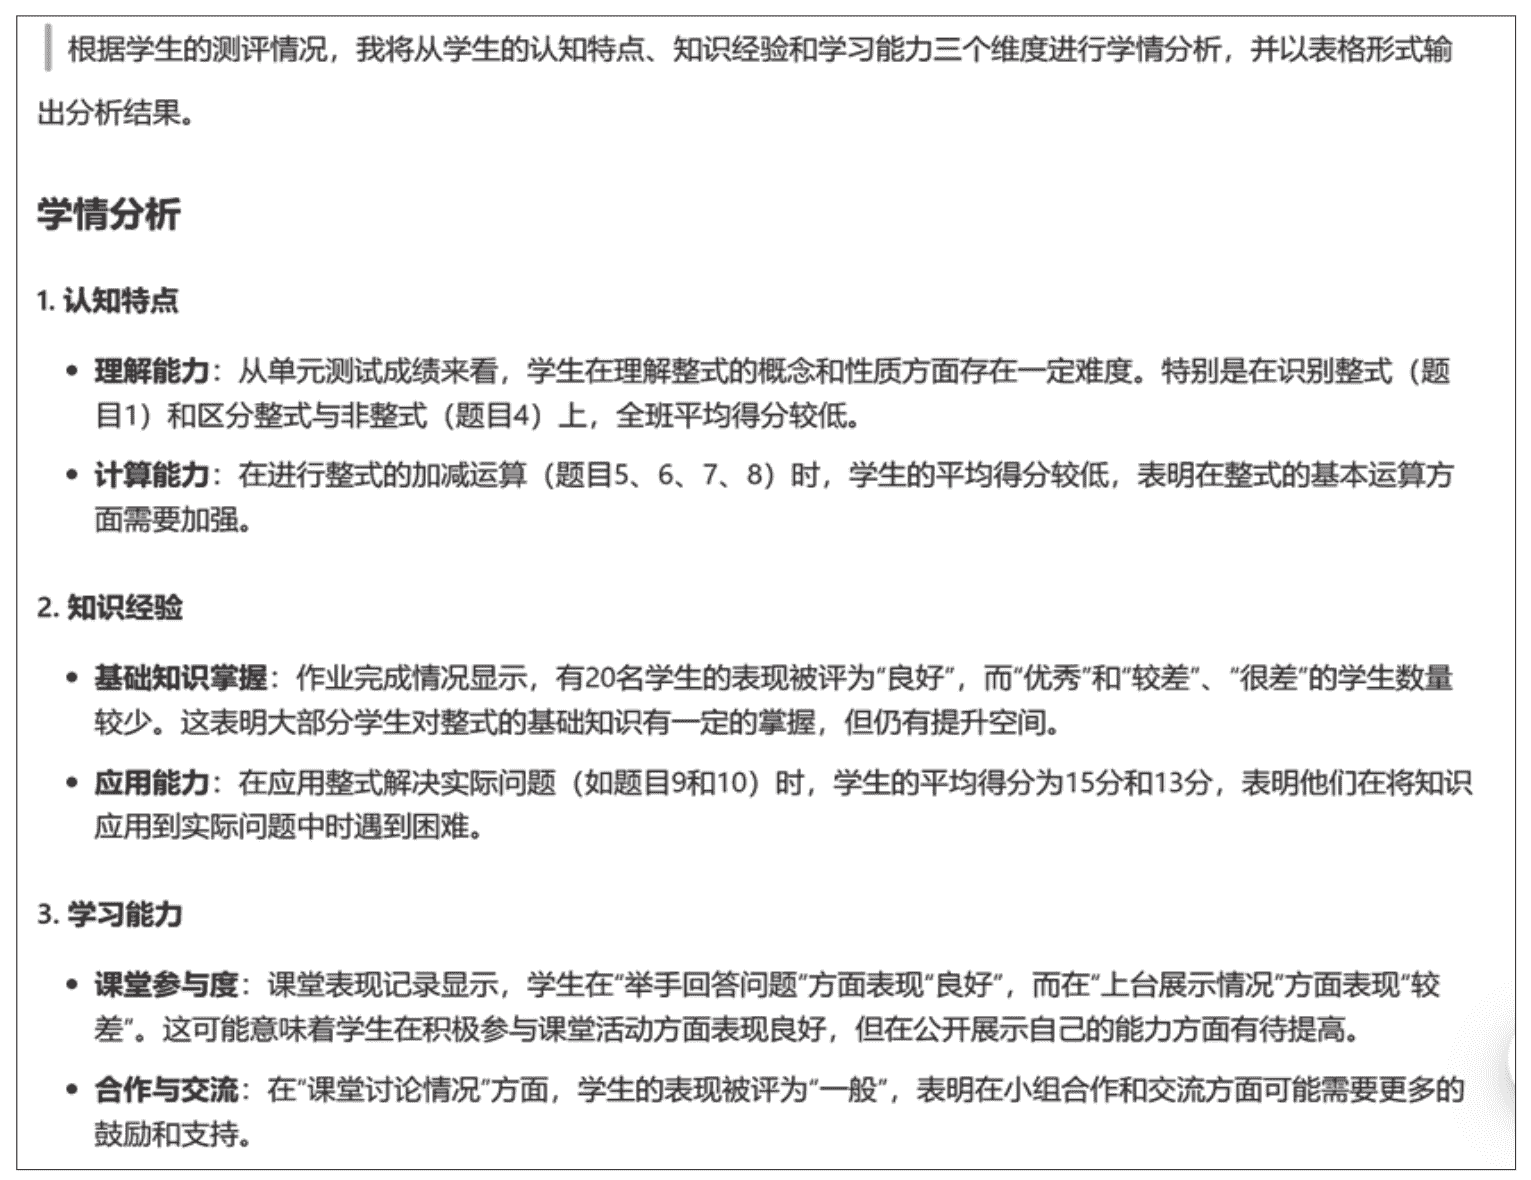 根据学生的测评情况，我将从学生的认知特点、知识经验和学习能力三个维度进行学情分析，并以表格形式输
出分析结果。
学情分析
1. 认知特点
• 理解能力：从单元测试成绩来看，学生在理解整式的概念和性质方面存在一定难度。特别是在识别整式（题
目1）和区分整式与非整式（题目4）上，全班平均得分较低。
• 计算能力：在进行整式的加减运算（题目5、6、7、8）时，学生的平均得分较低，表明在整式的基本运算方
面需要加强。
2. 知识经验
• 基础知识掌握：作业完成情况显示，有20名学生的表现被评为“良好”，而“优秀”和“较差”、“很差”的学生数量
较少。这表明大部分学生对整式的基础知识有一定的掌握，但仍有提升空间。
• 应用能力：在应用整式解决实际问题（如题目9和10）时，学生的平均得分为15分和13分，表明他们在将知识
应用到实际问题中时遇到困难。
3. 学习能力
• 课堂参与度：课堂表现记录显示，学生在“举手回答问题”方面表现“良好”，而在“上台展示情况”方面表现“较
差”。这可能意味着学生在积极参与课堂活动方面表现良好，但在公开展示自己的能力方面有待提高。
• 合作与交流：在“课堂讨论情况”方面，学生的表现被评为“一般”，表明在小组合作和交流方面可能需要更多的
鼓励和支持。